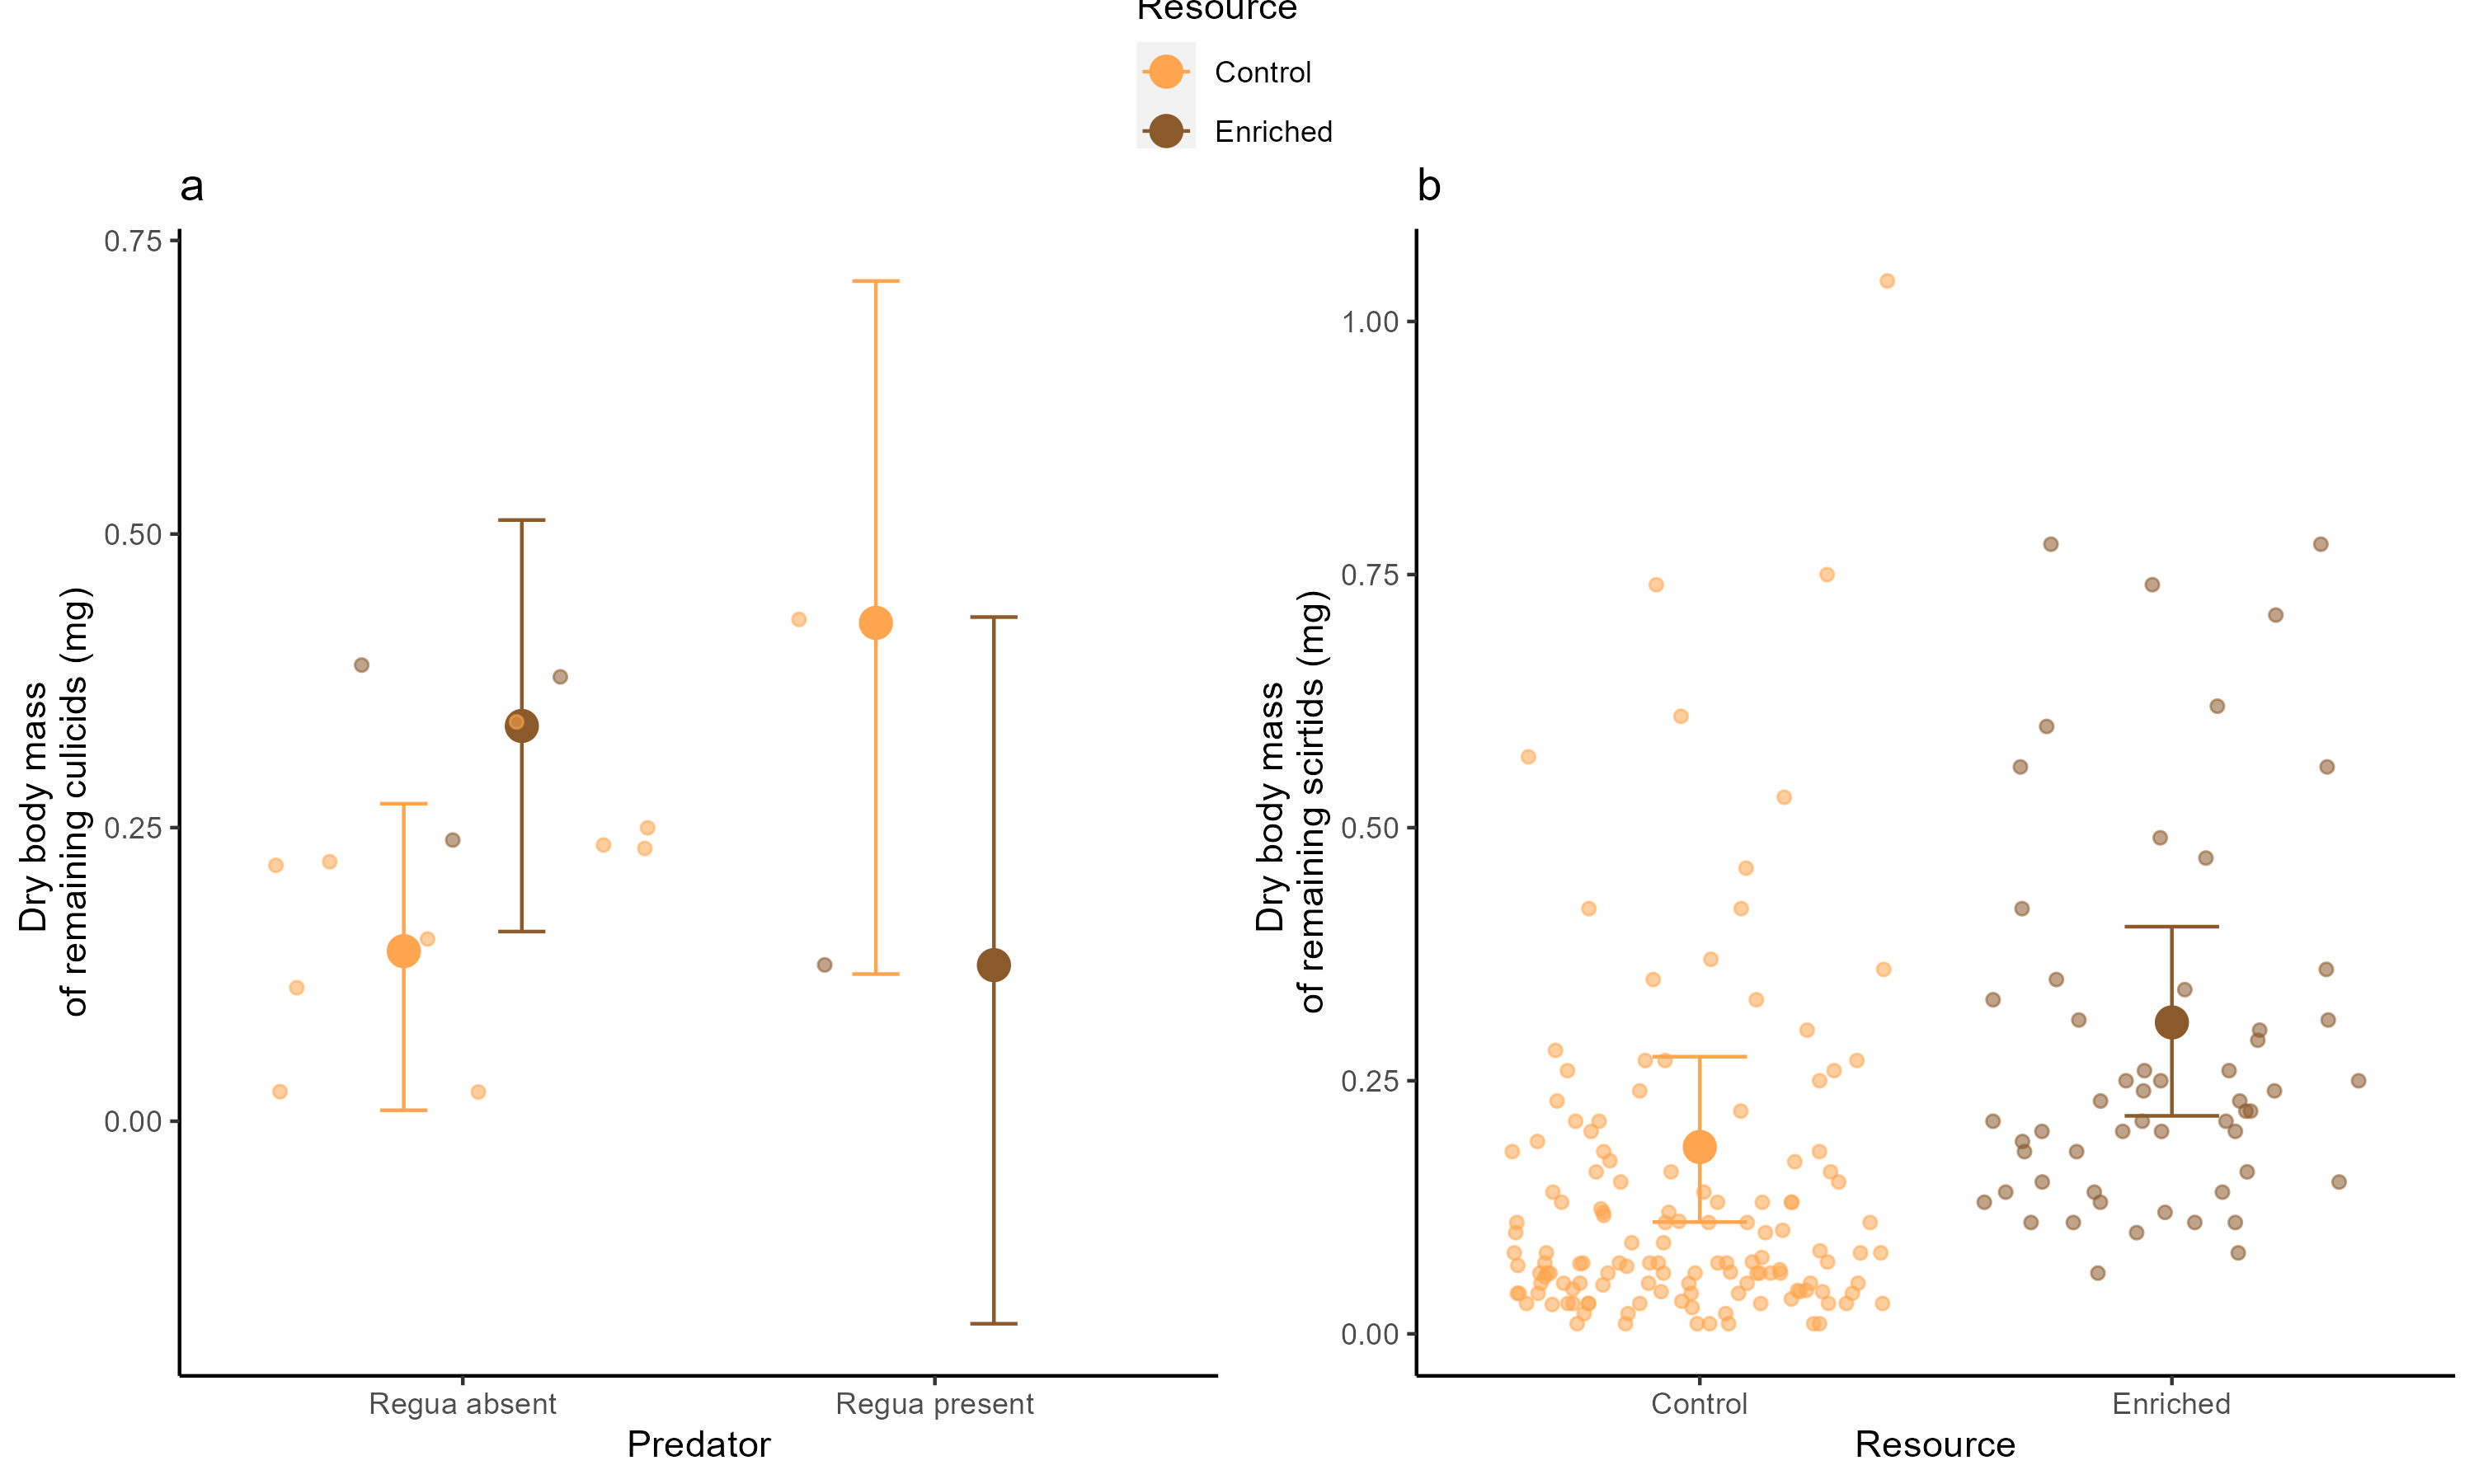 Resource
Control
Enriched
a
0.75
0.50
0.25
0.00
Dry body mass
of remaining culicids (mg)
Regua absent
Regua present
Predator
b
1.00
0.75
0.50
0.25
0.00
Dry body mass
of remaining scirtids (mg)
Control
Enriched
Resource